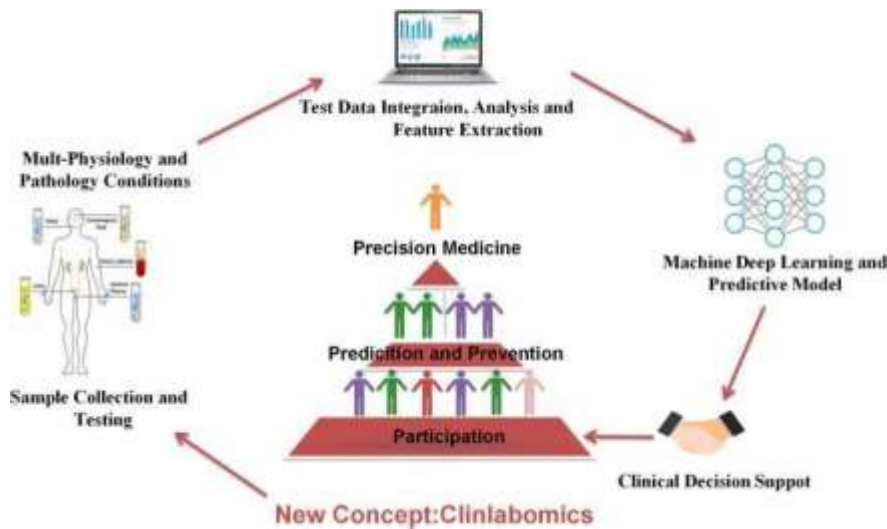 Test Data Integraion, Analysis and
Feature Extraction
Mult-Physiology and
Pathology Conditions
Precision Medicine
Machine Deep Learning and
Predictive Model
Predicition and Prevention
Sample Collection and
Testing
Participation
Clinical Decision Suppot
New Concept:Clinlabomics